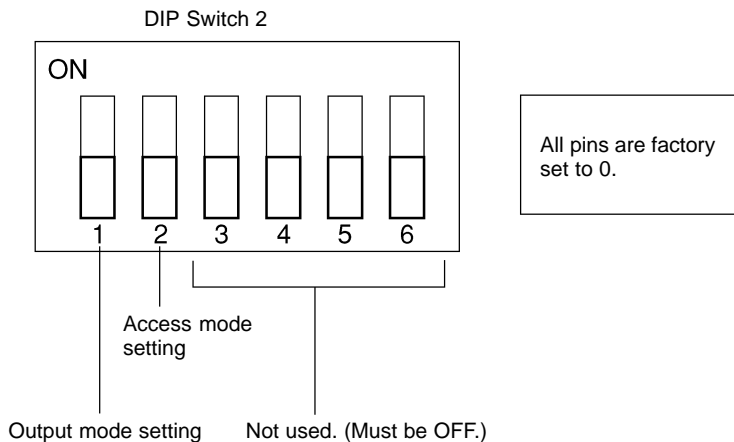 DIP Switch 2
ON
1 2 3 4 5 6
All pins are factory
set to 0.
Access mode
setting
Output mode setting
Not used. (Must be OFF.)